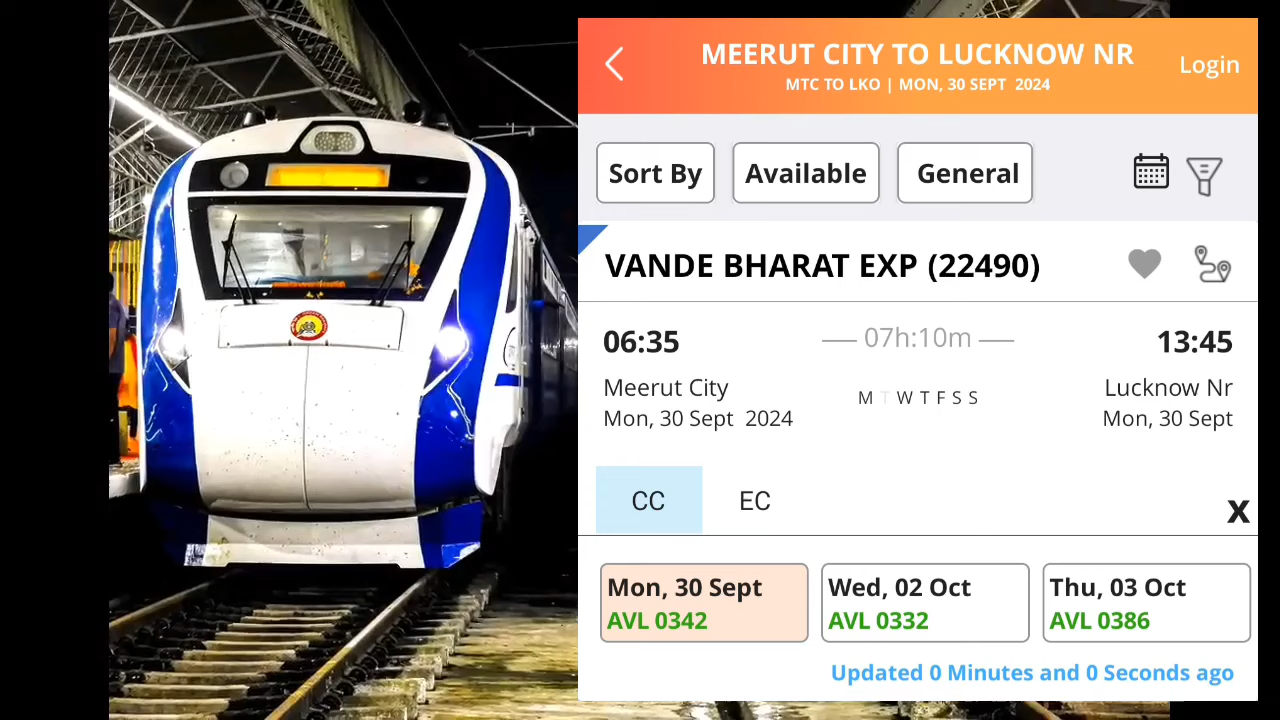 MEERUT CITY TO LUCKNOW NR
MTC TO LKO | MON, 30 SEPT 2024
Login
Sort By
Available
General
VANDE BHARAT EXP (22490)
06:35
07h:10m
13:45
Meerut City
M T W T F S S
Lucknow Nr
Mon, 30 Sept 2024
Mon, 30 Sept
CC
EC
X
Mon, 30 Sept
AVL 0342
Wed, 02 Oct
AVL 0332
Thu, 03 Oct
AVL 0386
Updated 0 Minutes and 0 Seconds ago